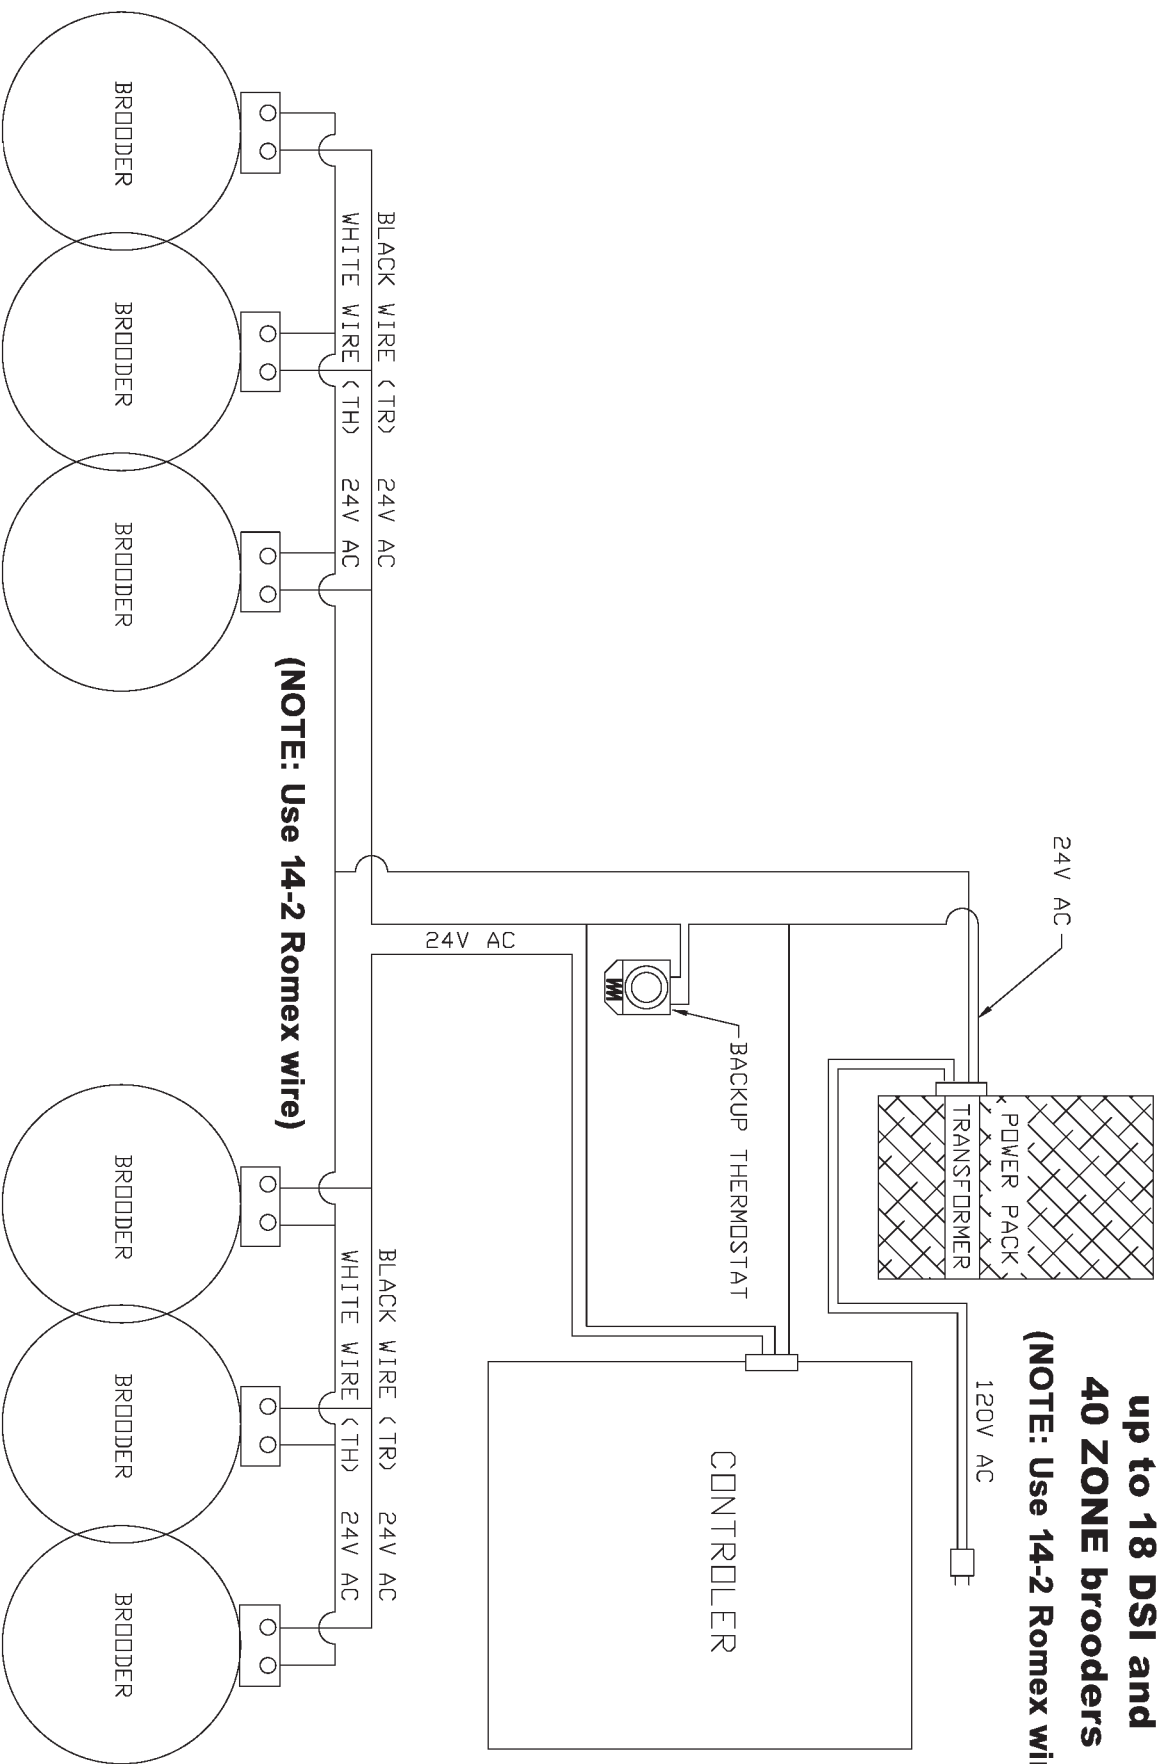 up to 18 DSI and
40 ZONE brooders
(NOTE: Use 14-2 Romex
120V AC
24V AC
POWER PACK
TRANSFORMER
BACKUP THERMOSTAT
CONTROLER
24V AC
BLACK WIRE (TR) 24V AC
WHITE WIRE (TH) 24V AC
BLACK WIRE (TR) 24V AC
WHITE WIRE (TH) 24V AC
(NOTE: Use 14-2 Romex wire)
BROODER
BROODER
BROODER
BROODER
BROODER
BROODER